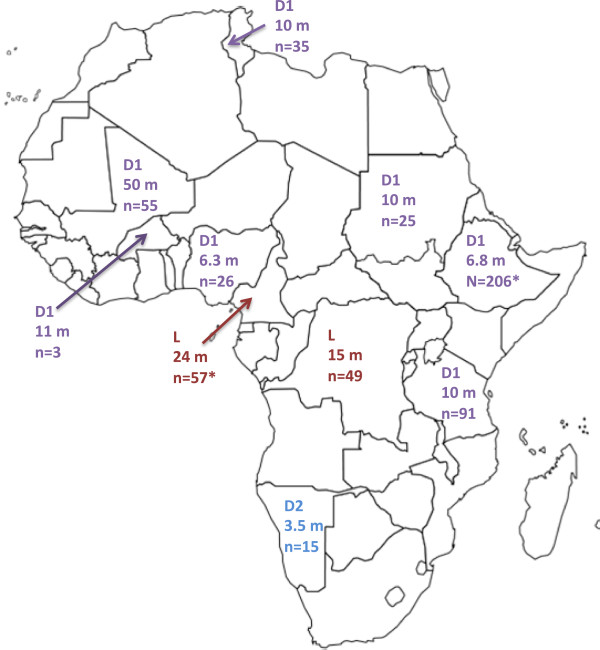 D1
10 m
n=35
D1
50 m
n=55
D1
10 m
n=25
D1
6.3 m
n=26
D1
6.8 m
N=206*
D1
11 m
n=3
L
24 m
n=57*
L
15 m
n=49
D1
10 m
n=91
D2
3.5 m
n=15